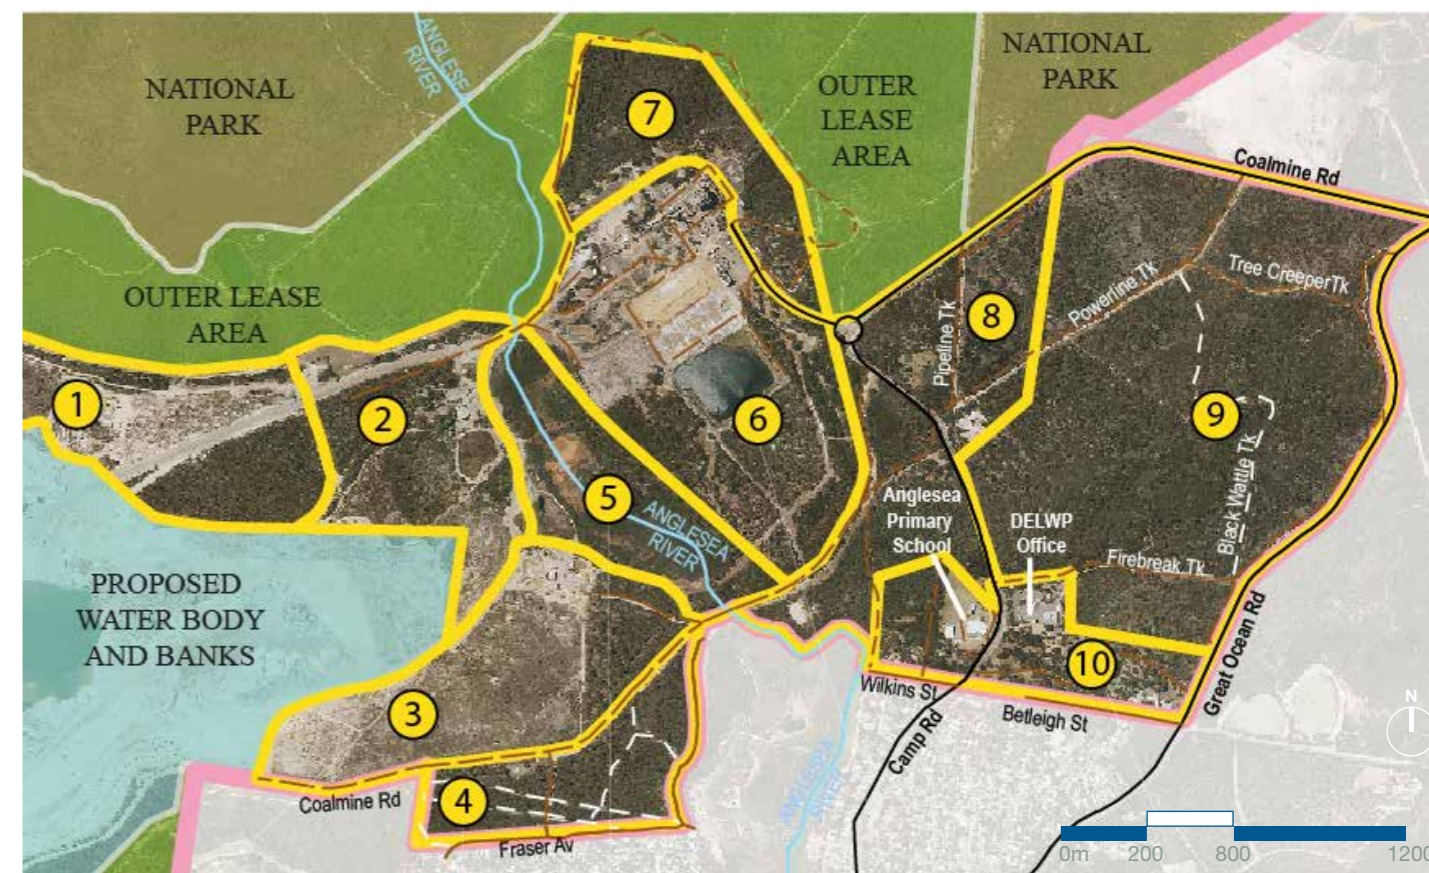 NATIONAL
PARK
ANGLESEA
RIVER
7
OUTER
LEASE
AREA
NATIONAL
PARK
Coalmine Rd
OUTER LEASE
AREA
Powerline Tk
Tree CreeperTk
Pipeline Tk
8
1
2
6
9
5
ANGLESEA
RIVER
Anglesea
Primary
School
DELWP
Office
Black Wattle Tk
Firebreak Tk
PROPOSED
WATER BODY
AND BANKS
10
3
Wilkins St
Betleigh St
Great Ocean Rd
Camp Rd
N
4
Coalmine Rd
Fraser Av
ANGLESEA
RIVER
0m 200 800 1200